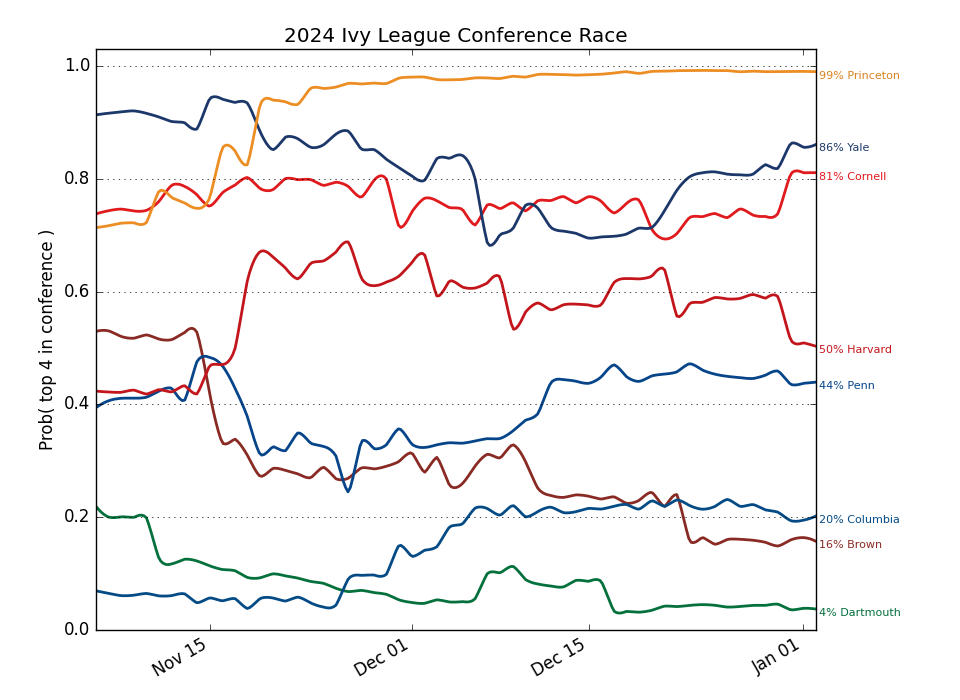 2024 Ivy League Conference Race
Prob( top 4 in conference )
1.0
0.8
0.6
0.4
0.2
0.0
Nov 15
Dec 01
Dec 15
Jan 01
99% Princeton
86% Yale
81% Cornell
50% Harvard
44% Penn
20% Columbia
16% Brown
4% Dartmouth